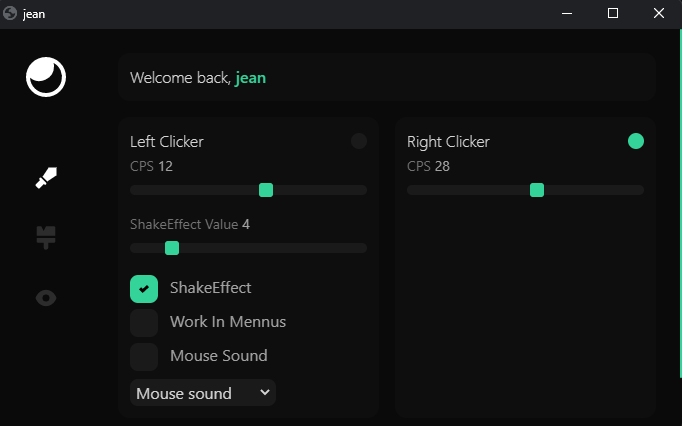 jean
Welcome back, jean
Left Clicker
CPS 12
ShakeEffect Value 4
ShakeEffect
Work In Mennus
Mouse Sound
Mouse sound
Right Clicker
CPS 28